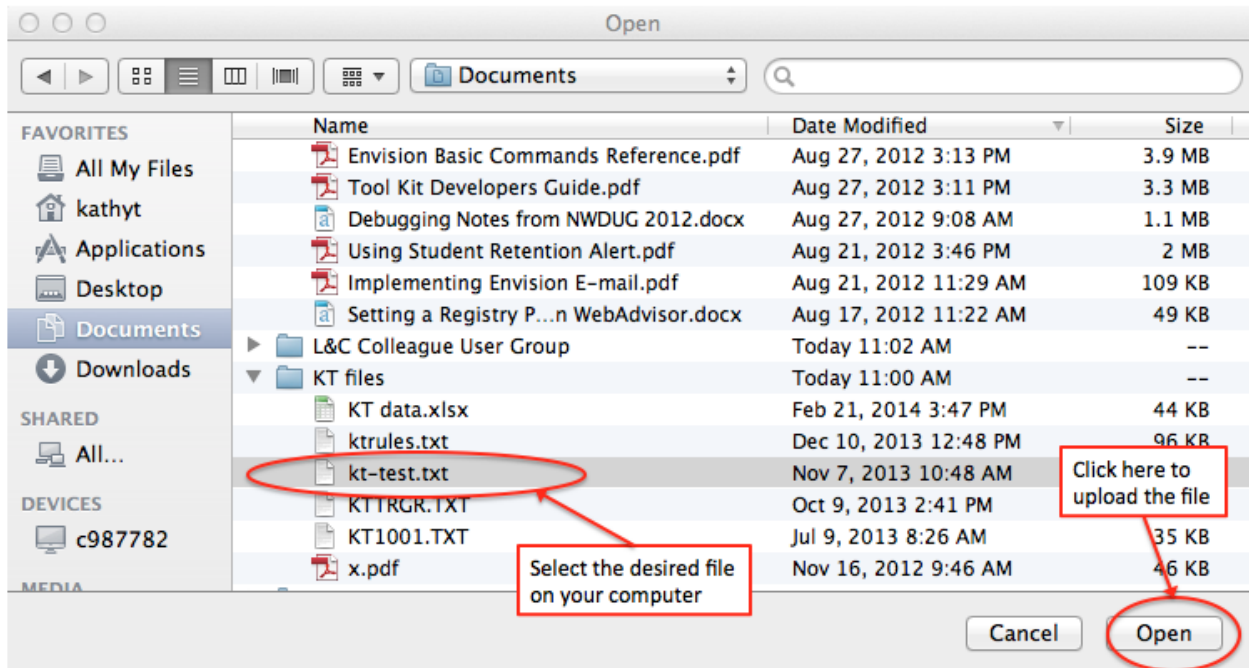 Open
Documents
FAVORITES
All My Files
kathyt
Applications
Desktop
Documents
Downloads
SHARED
All...
DEVICES
c987782
MEDIA
Name Date Modified Size
Envision Basic Commands Reference.pdf Aug 27, 2012 3:13 PM 3.9 MB
Tool Kit Developers Guide.pdf Aug 27, 2012 3:11 PM 3.3 MB
Debugging Notes from NWDUG 2012.docx Aug 27, 2012 9:08 AM 1.1 MB
Using Student Retention Alert.pdf Aug 21, 2012 3:46 PM 2 MB
Implementing Envision E-mail.pdf Aug 21, 2012 11:29 AM 109 KB
Setting a Registry P...n WebAdvisor.docx Aug 17, 2012 11:22 AM 49 KB
L&C Colleague User Group Today 11:02 AM --
KT files Today 11:00 AM --
KT data.xlsx Feb 21, 2014 3:47 PM 44 KB
ktrules.txt Dec 10, 2013 12:48 PM 96 KB
kt-test.txt Nov 7, 2013 10:48 AM
KTTRGR.TXT Oct 9, 2013 2:41 PM
KT1001.TXT Jul 9, 2013 8:26 AM 35 KB
x.pdf Nov 16, 2012 9:46 AM 46 KB
Click here to
upload the file
Select the desired file
on your computer
Cancel Open